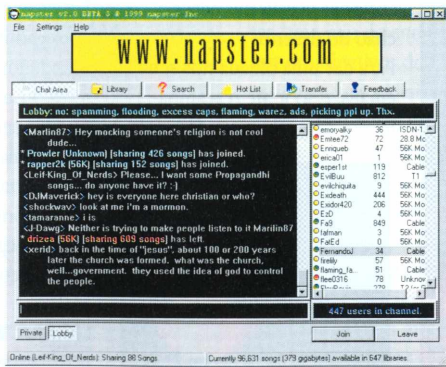 napster v2.0 BETA 3 @ 1999 napster Inc
File Settings Help
www.napster.com
Chat Area Library Search Hot List Transfer Feedback
Lobby: no: spamming, flooding, excess caps, flaming, warez, ads, picking ppl up. Thx.
<Marlin87> Hey mocking someone's religion is not cool
dude...
* Prowler [Unknown] [sharing 426 songs] has joined.
* rapper2k [56K] [sharing 152 songs] has joined.
<Leif-King_Of_Nerds> Please... I want some Propagandhi
songs... do anyone have it? :-]
<DJMaverick> hey is everyone here christian or who?
<shockwav> look at me i'm a mormon.
<tamaranne> i is
<J-Dawg> Neither is trying to make people listen to it Marilin87
* drizea [56K] [sharing 609 songs] has left.
<xerid> back in the time of "jesus", about 100 or 200 years
later the church was formed. what was the church,
well...government. they used the idea of god to control
the people.
emoryalky 36 ISDN-1
Emtee72 72 28.8 Mo
Enriqueb 47 56K Mo
erica01 1 56K Mo
esper1st 119 Cable
EvilBuu 812 T1
evilchiquita 9 56K Mo
Exdeath 444 56K Mo
Exidor420 206 56K Mo
EzD 4 56K Mo
Fa9 849 Cable
fatman 3 56K Mo
FatEd 0 56K Mo
FernandoJ 34 Cable
firelily 57 56K Mo
flaming_fa.. 51 Cable
flee0316 78 Unknov
447 users in channel.
Private Lobby Join Leave
Online (Leif-King_Of_Nerds): Sharing 86 Songs. Currently 96,631 songs (379 gigabytes) available in 647 libraries.